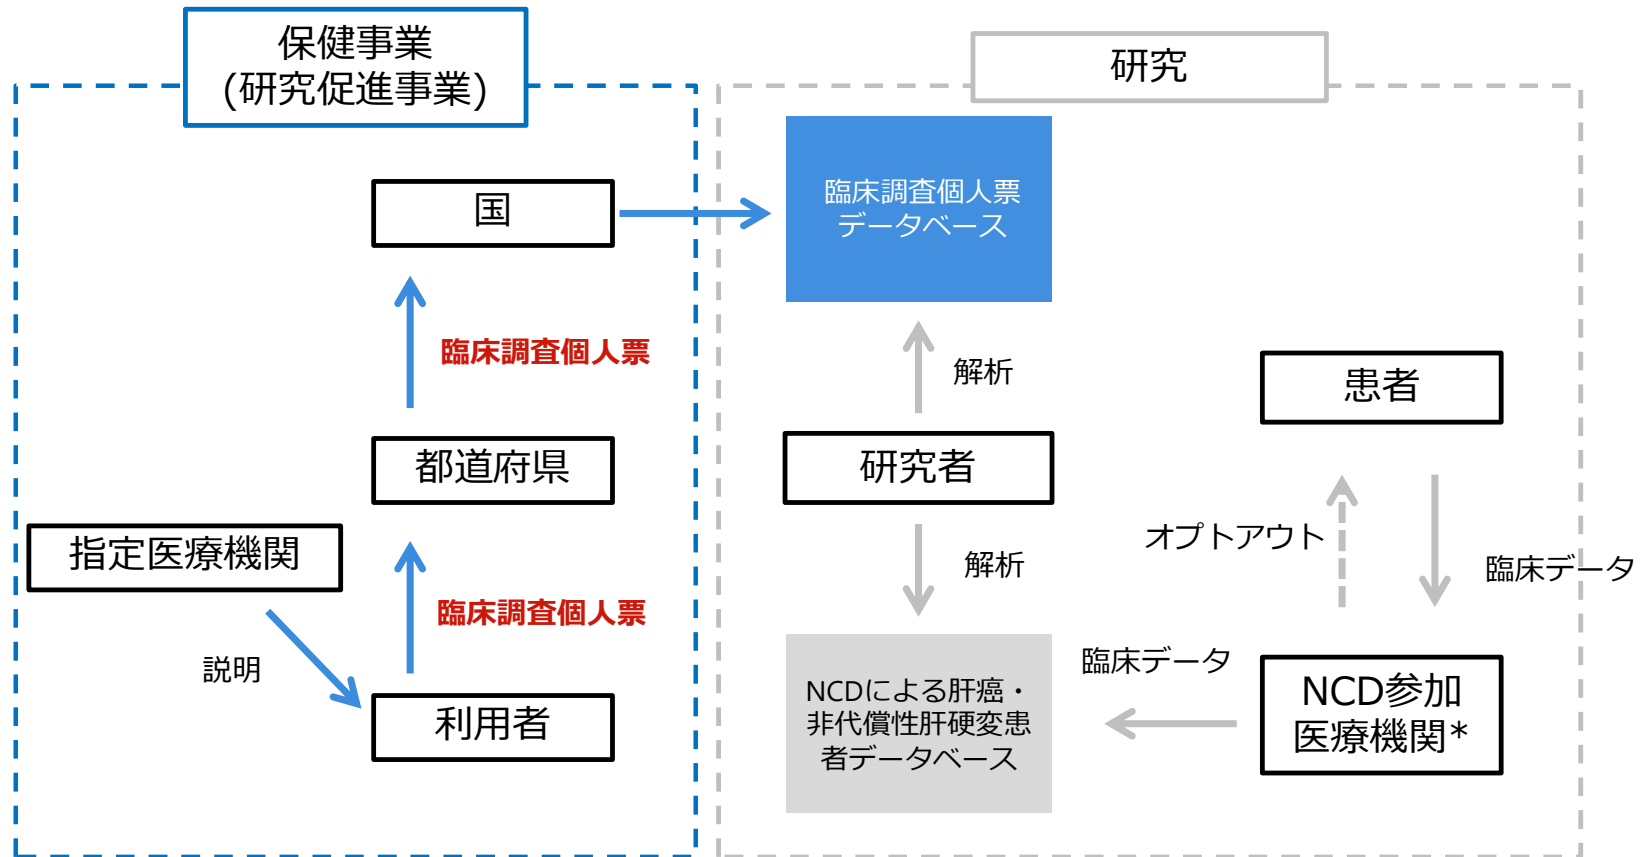 保健事業
(研究促進事業)
国
臨床調査個人票
都道府県
指定医療機関
臨床調査個人票
説明
利用者
研究
臨床調査個人票
データベース
解析
患者
研究者
オプトアウト
解析
臨床データ
臨床データ
NCDによる肝癌・
非代償性肝硬変患
者データベース
NCD参加
医療機関*